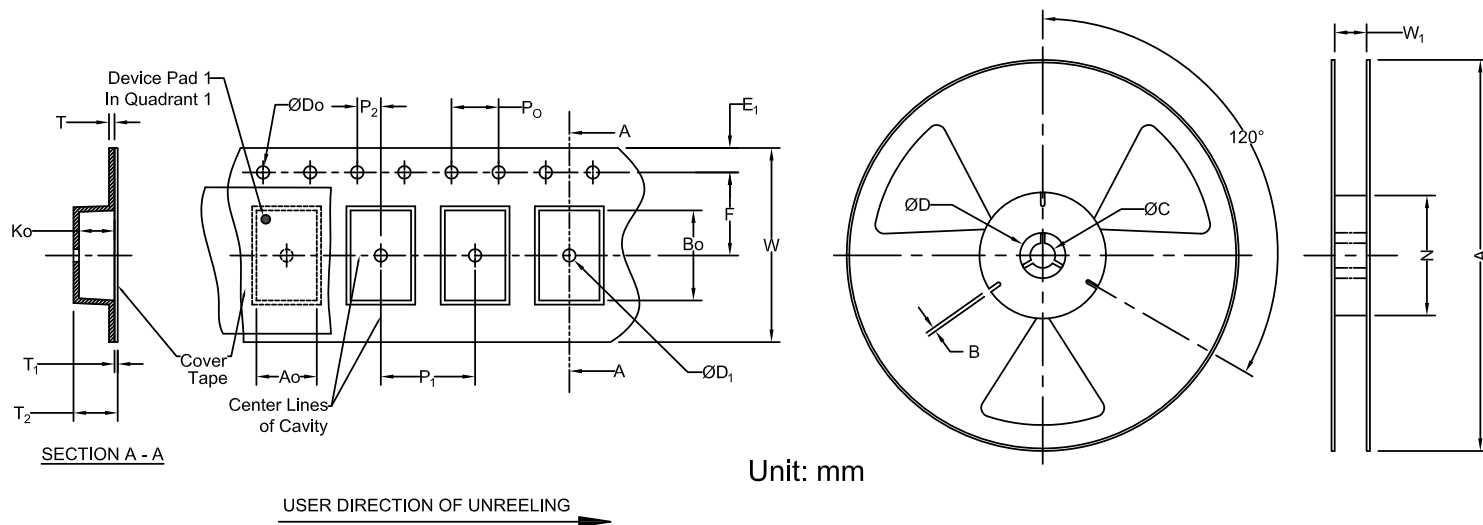 Device Pad 1
In Quadrant 1
ØDo
P2
PO
A
E1
T
W1
120°
F
ØD
ØC
Ko
Bo
W
N
A
B
T1
Cover
Tape
Ao
P1
A
ØD1
T2
Center Lines
of Cavity
SECTION A - A
Unit: mm
USER DIRECTION OF UNREELING